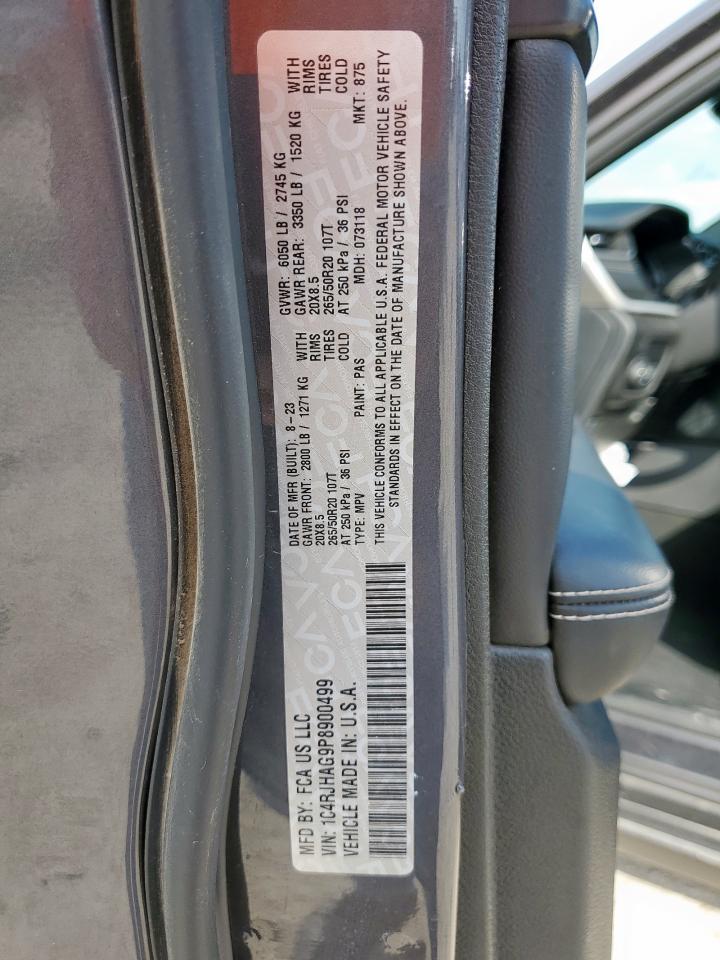 MFD BY: FCA US LLC
VIN: 1C4RJHAG9P8900499
VEHICLE MADE IN: U.S.A.
DATE OF MFR (BUILT): 8-23
GAWR FRONT: 2800 LB / 1271 KG WITH
20X8.5 RIMS
265/50R20 107T TIRES
AT 250 kPa / 36 PSI COLD
TYPE: MPV PAINT: PAS
GVWR: 6050 LB / 2745 KG
GAWR REAR: 3350 LB / 1520 KG WITH
20X8.5 RIMS
265/50R20 107T TIRES
AT 250 kPa / 36 PSI COLD
MDH: 073118 MKT: 875
THIS VEHICLE CONFORMS TO ALL APPLICABLE U.S.A. FEDERAL MOTOR VEHICLE SAFETY
STANDARDS IN EFFECT ON THE DATE OF MANUFACTURE SHOWN ABOVE.